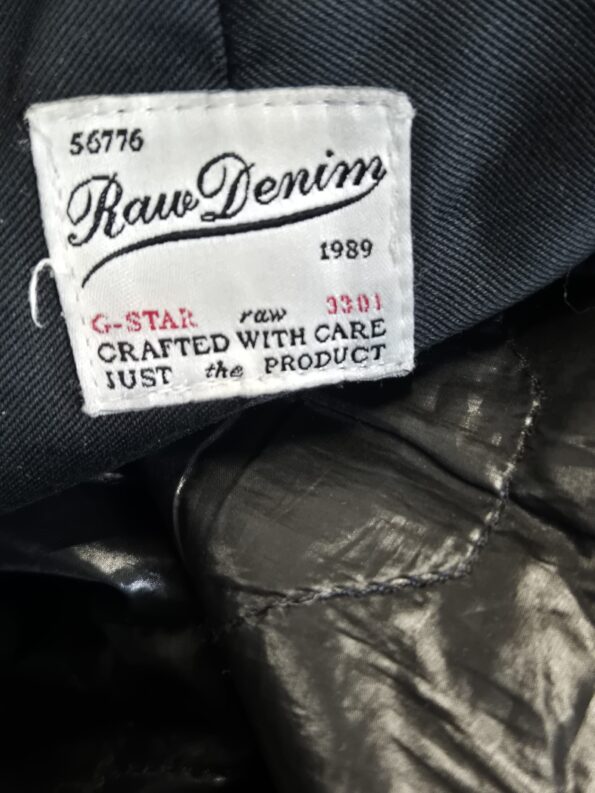 56776
Raw Denim
1989
G-STAR raw 3301
CRAFTED WITH CARE
JUST the PRODUCT